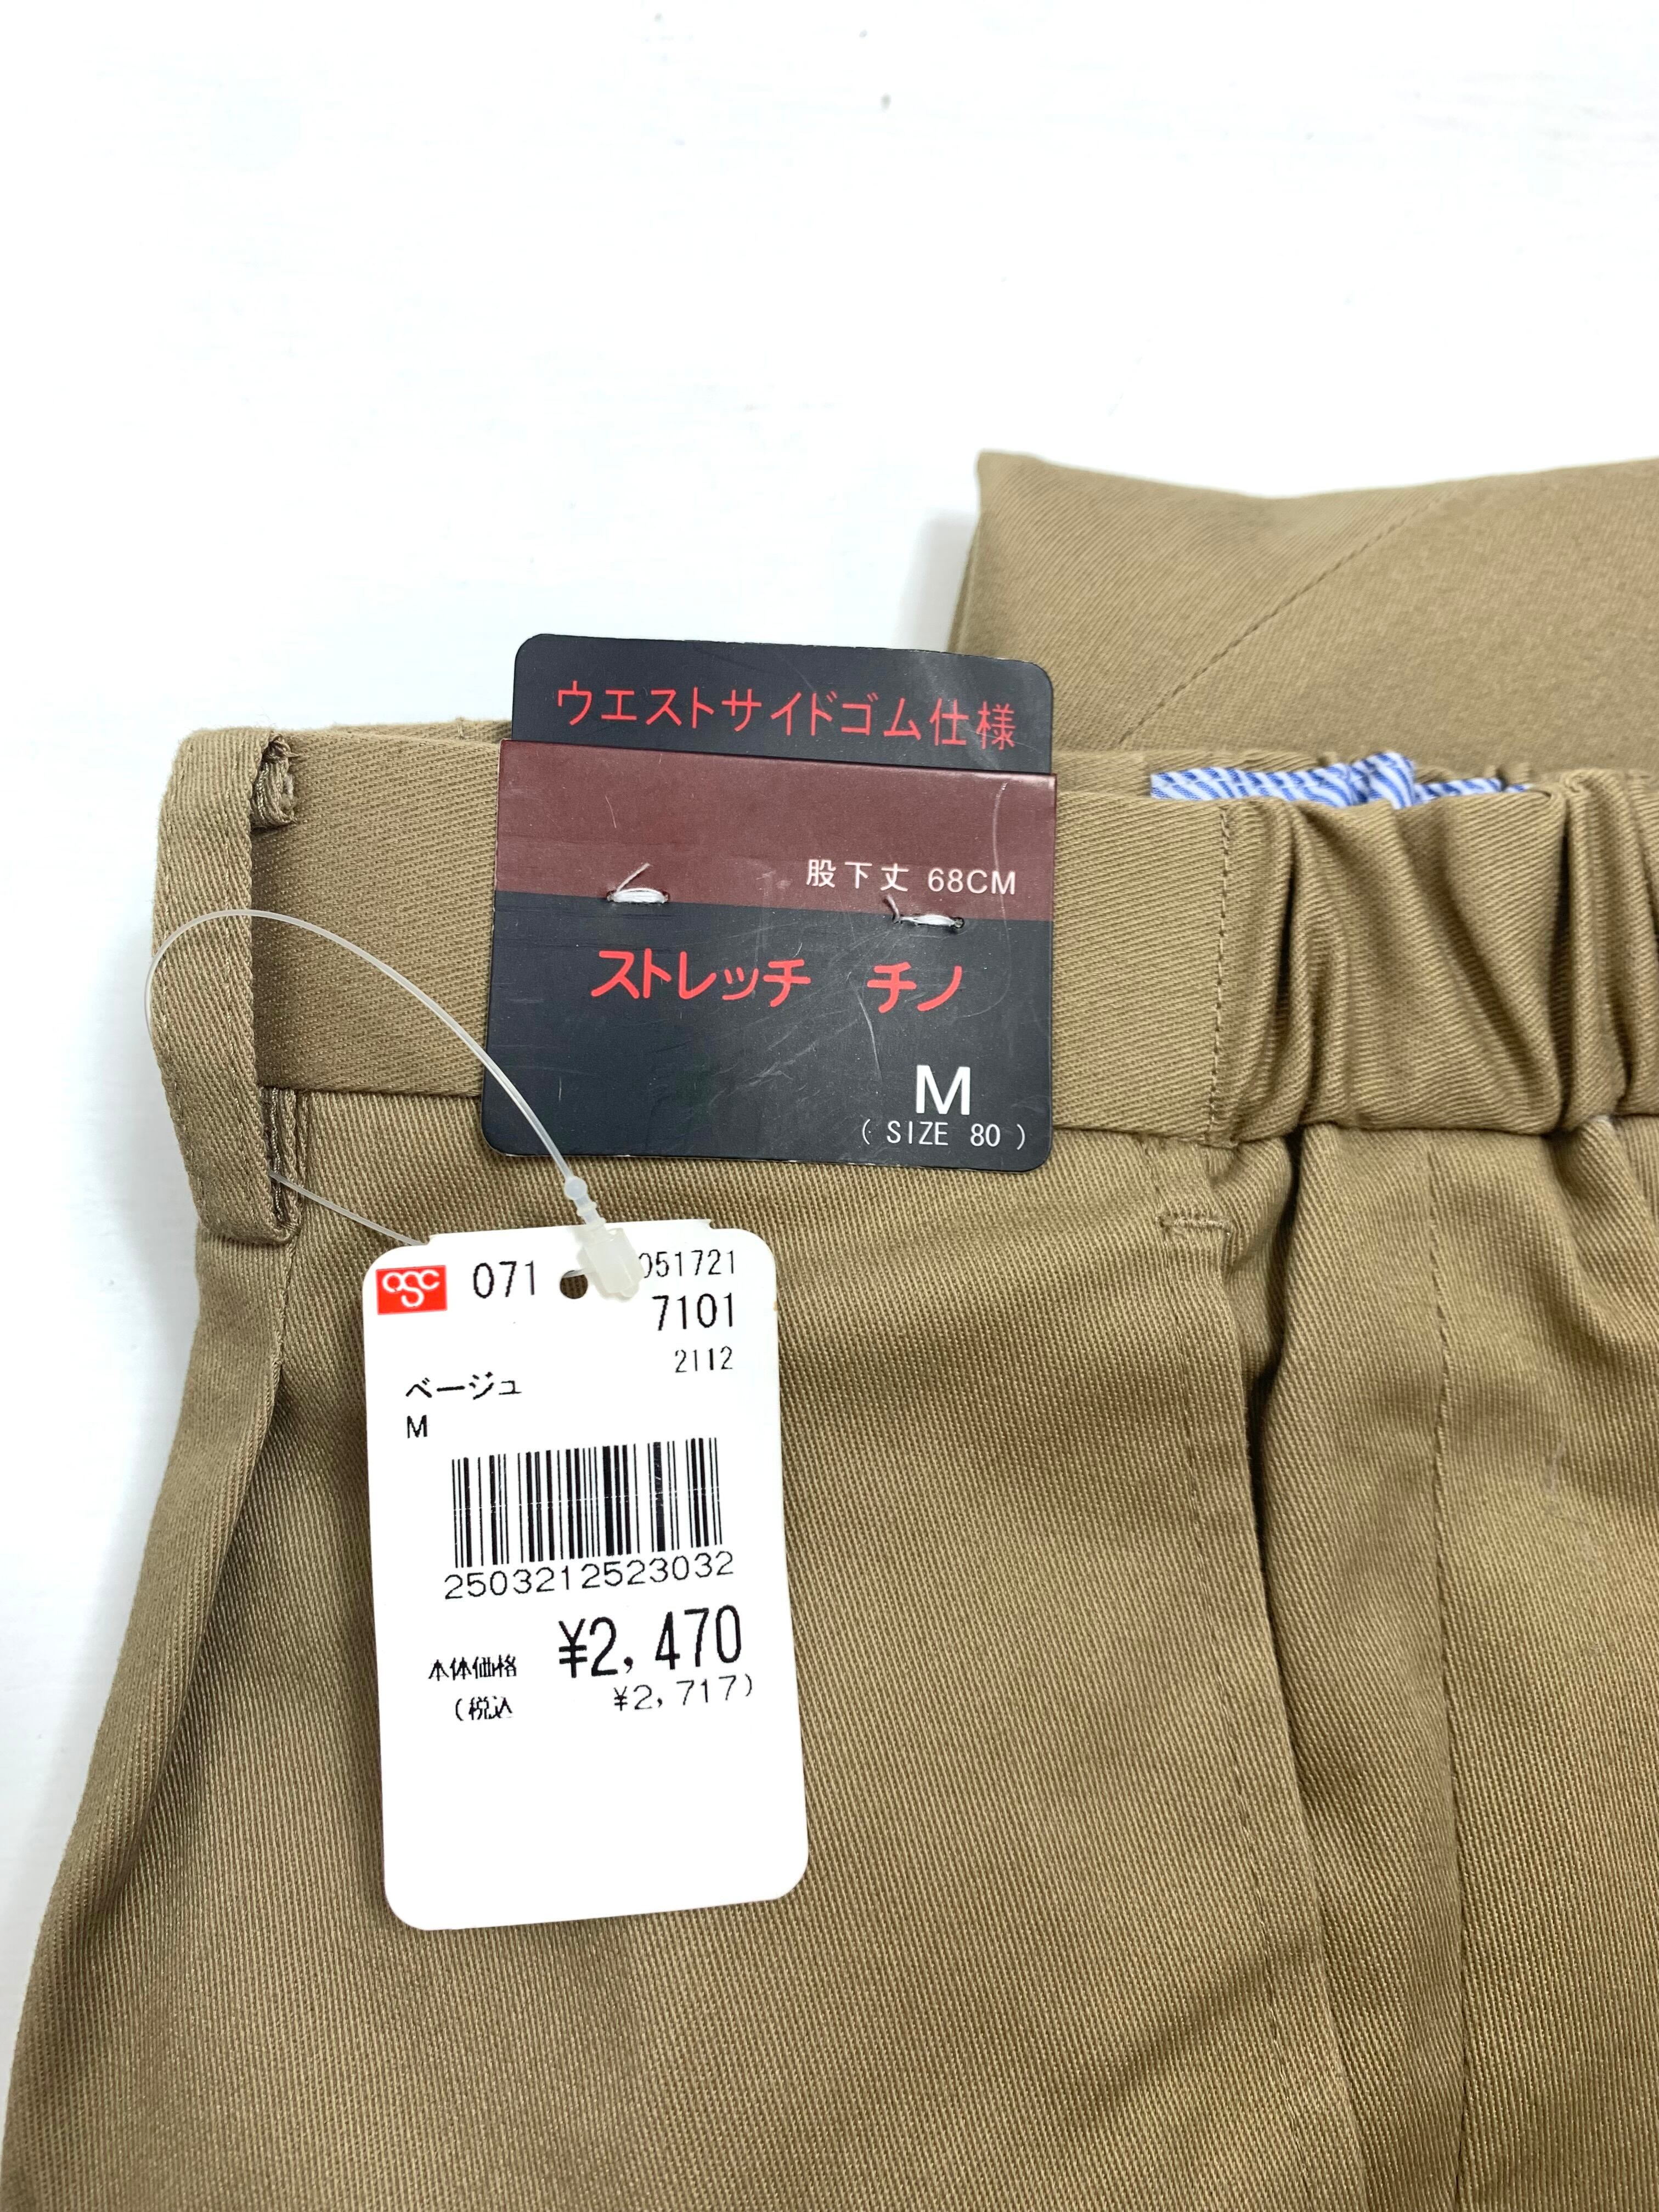 ウエストサイドゴム仕様
股下丈 68CM
ストレッチ チノ
M
( SIZE 80 )
osc 071 051721
7101
2112
ベージュ
M
2503212523032
本体価格 ¥2,470
(税込 ¥2,717)